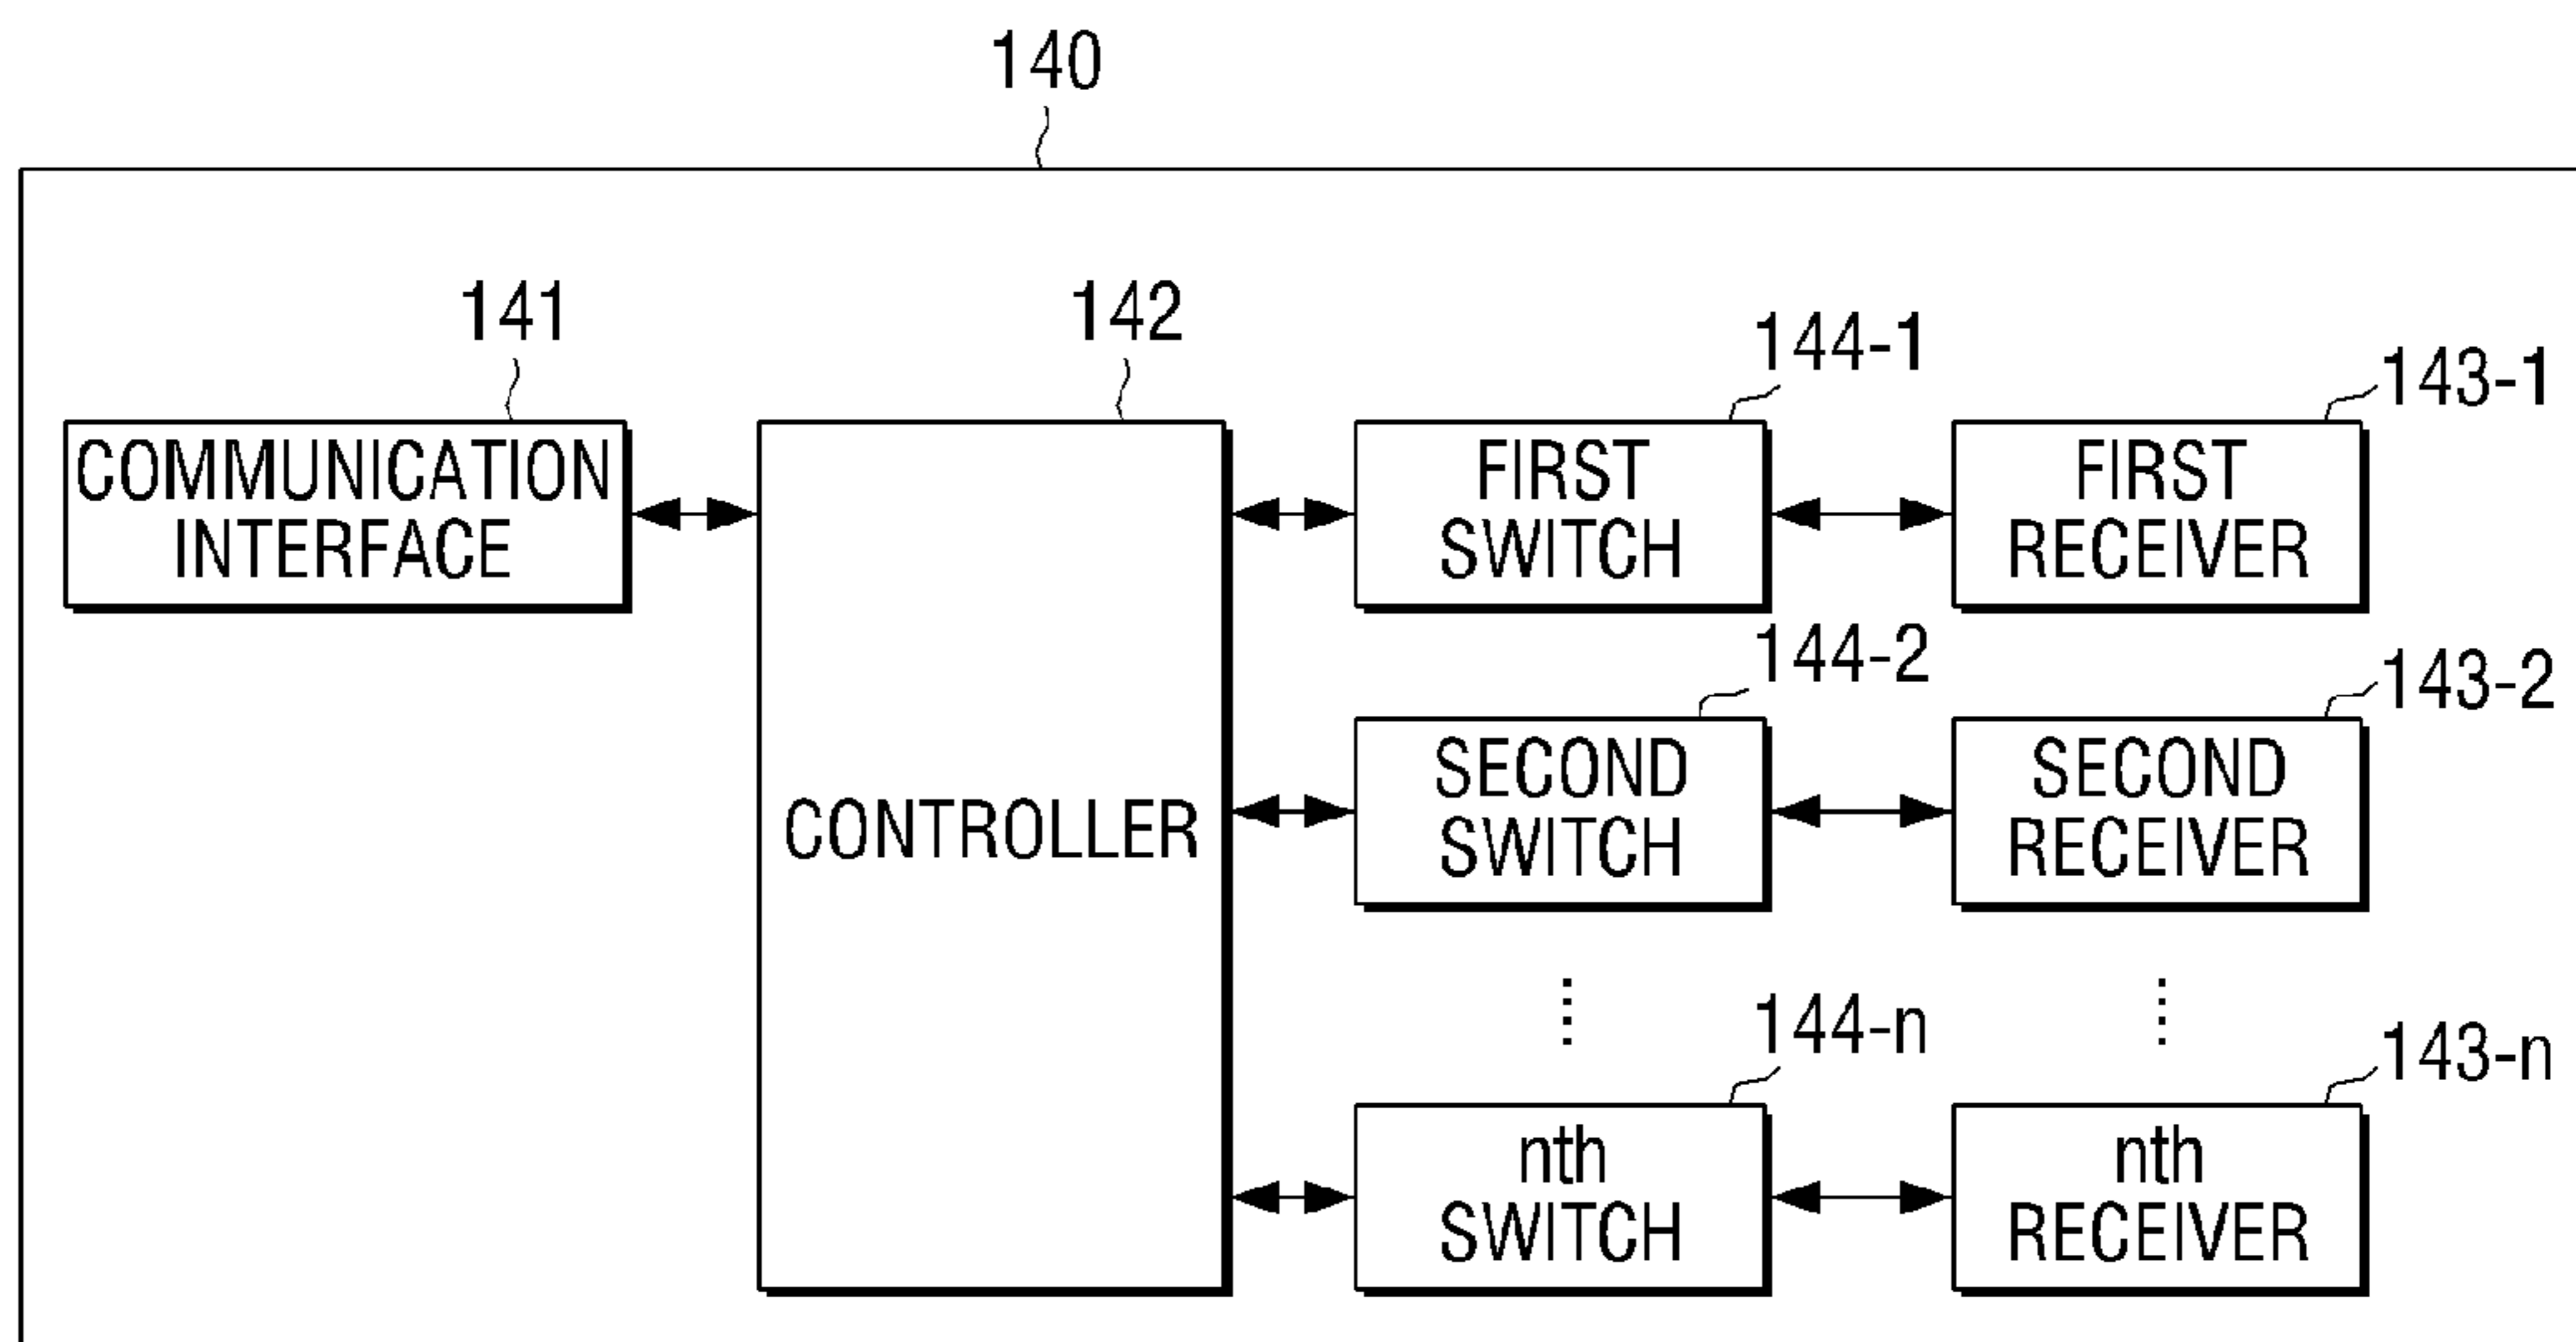 140
141
142
144-1
143-1
COMMUNICATION
INTERFACE
FIRST
SWITCH
FIRST
RECEIVER
144-2
143-2
CONTROLLER
SECOND
SWITCH
SECOND
RECEIVER
144-n
143-n
nth
SWITCH
nth
RECEIVER